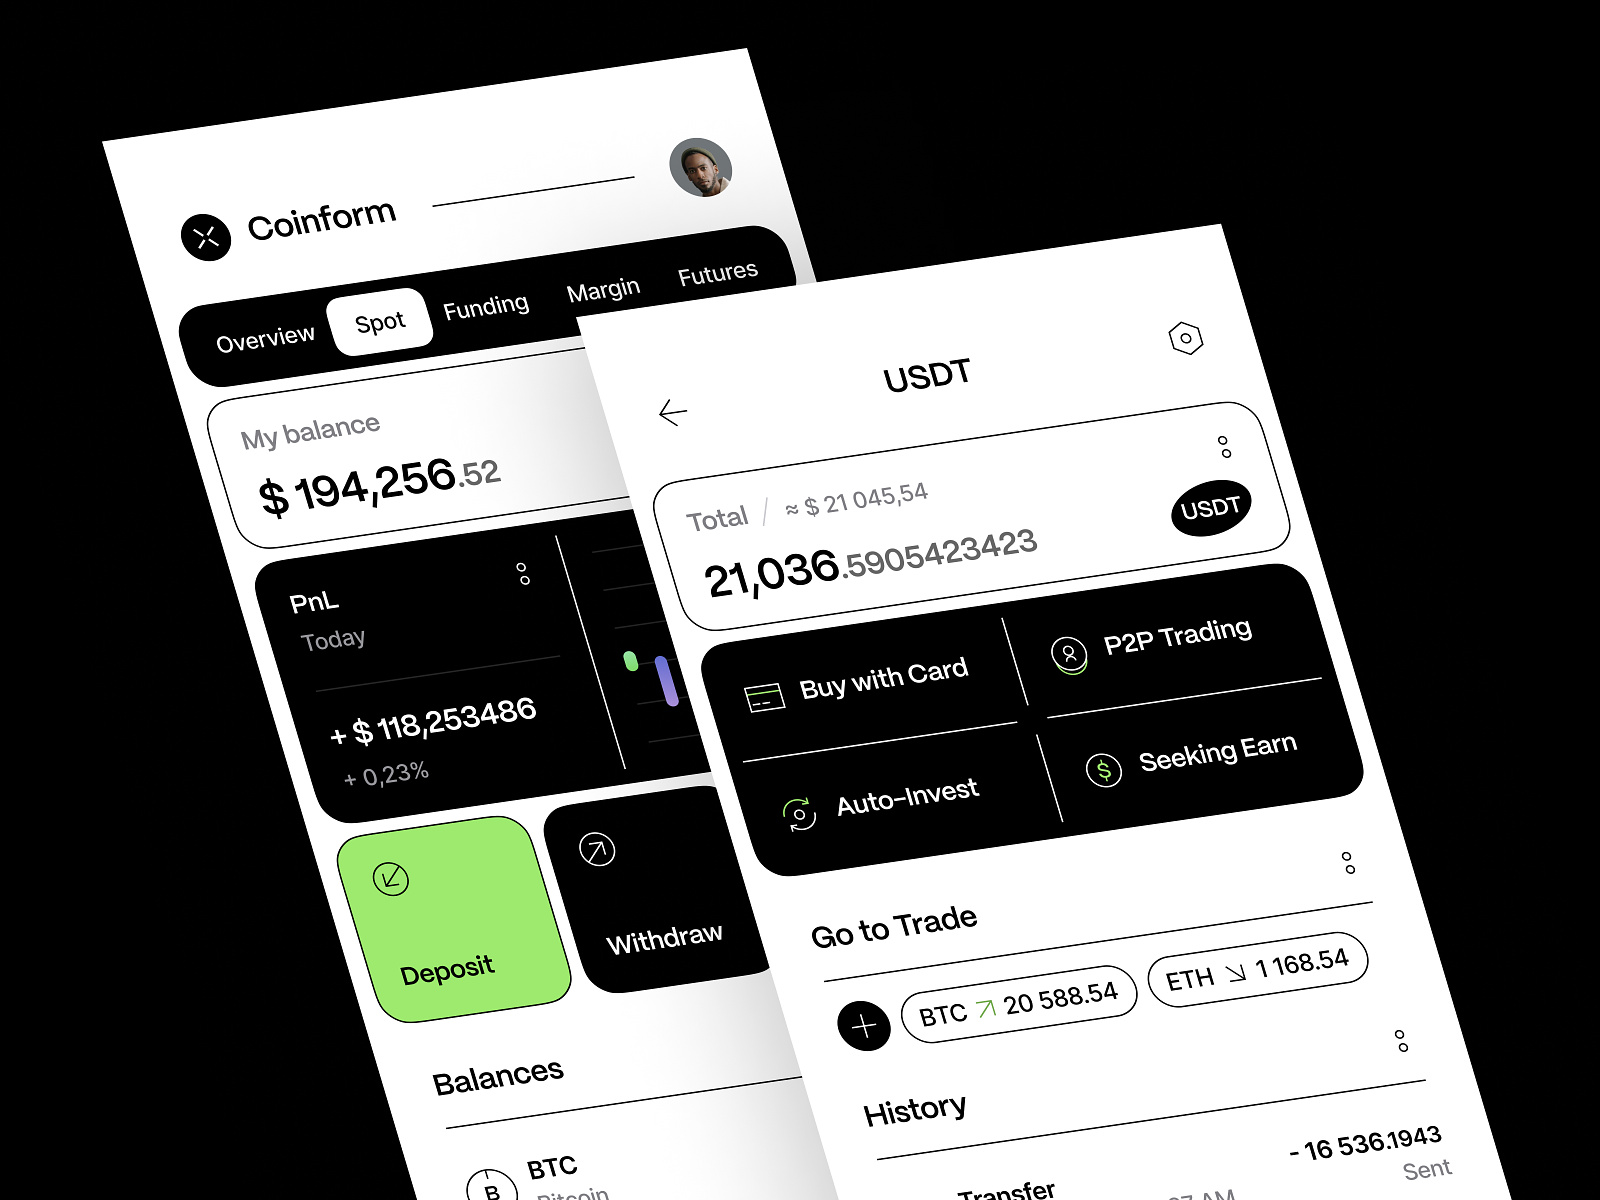 Coinform
Overview Spot Funding Margin Futures
My balance
$ 194,256.52
PnL
Today
+ $ 118,253486
+ 0,23%
Deposit
Withdraw
Balances
BTC
Bitcoin
B
USDT
Total / ≈ $ 21 045,54
21,036.5905423423
USDT
Buy with Card
P2P Trading
Auto-Invest
Seeking Earn
Go to Trade
BTC 20 588.54
ETH 1 168.54
History
- 16 536.1943
Transfer
Sent
07 AM